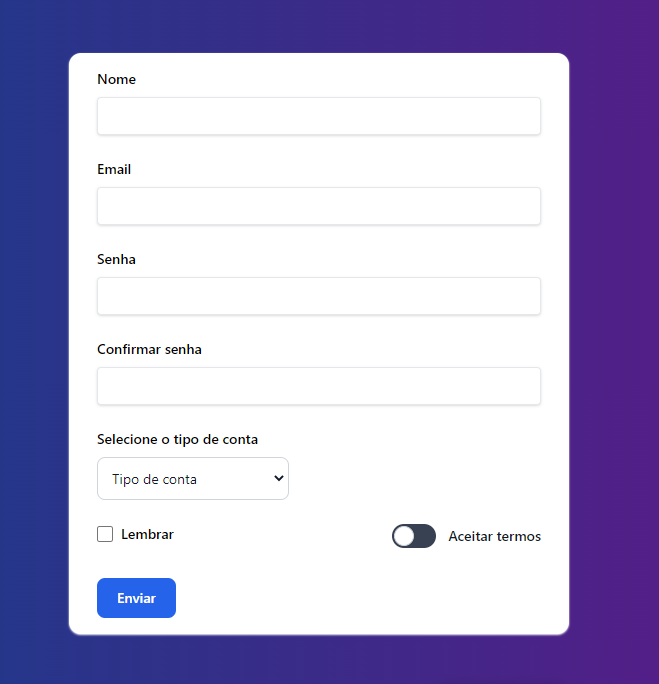 Nome
Email
Senha
Confirmar senha
Selecione o tipo de conta
Tipo de conta
Lembrar
Aceitar termos
Enviar